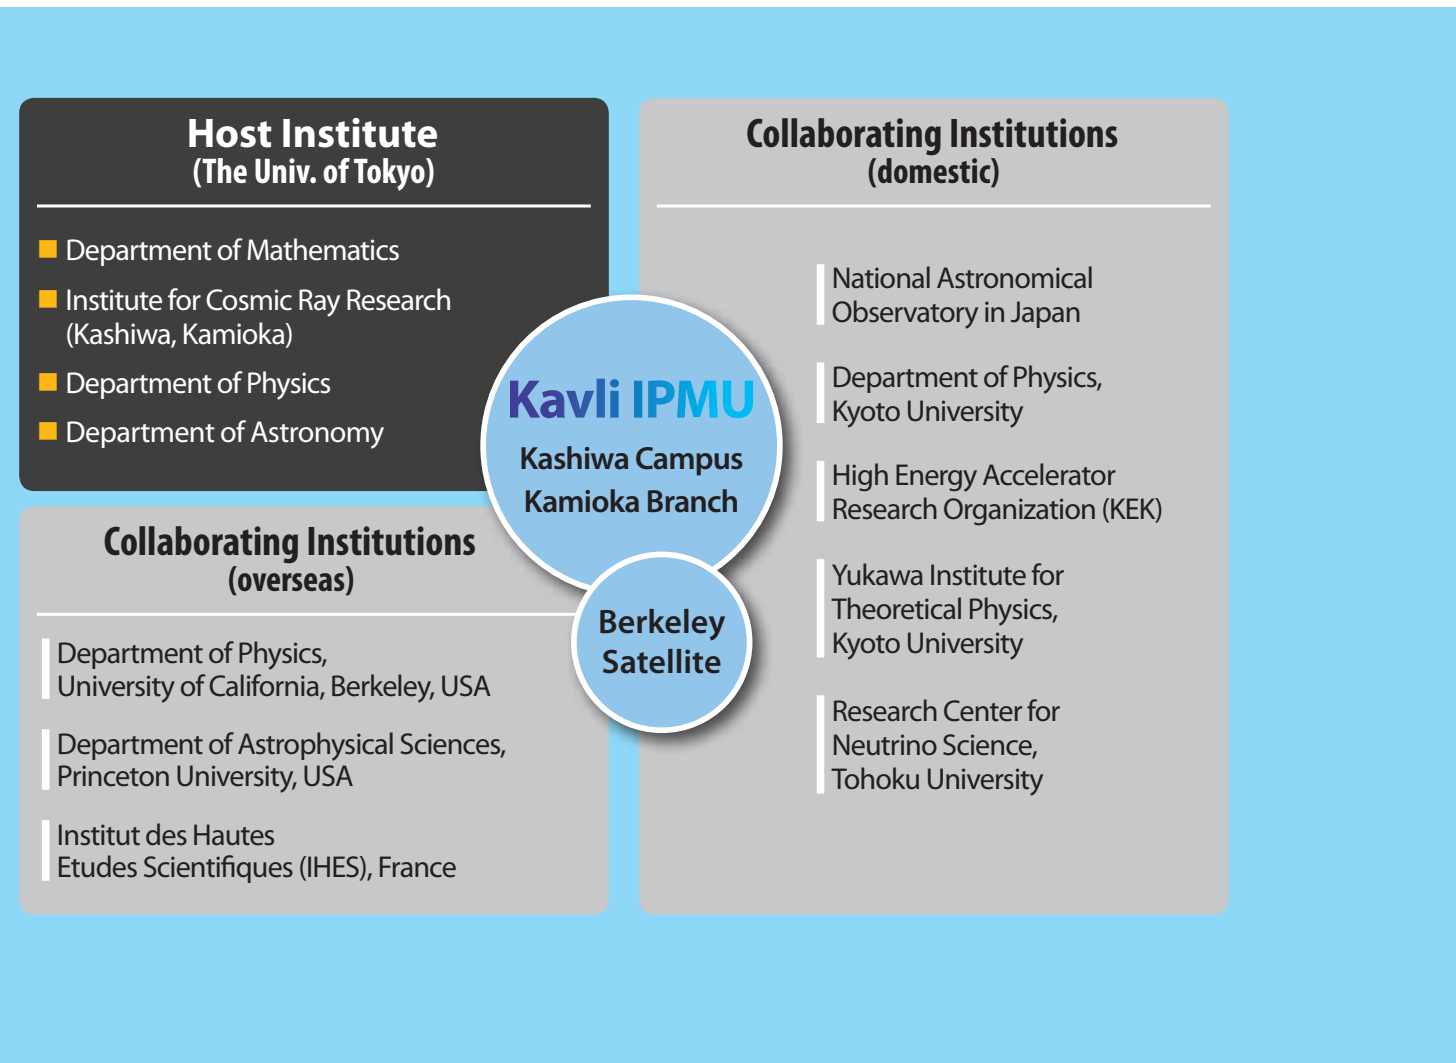 Host Institute
(The Univ. of Tokyo)
Department of Mathematics
Institute for Cosmic Ray Research
(Kashiwa, Kamioka)
Department of Physics
Department of Astronomy
Collaborating Institutions
(overseas)
Department of Physics,
University of California, Berkeley, USA
Department of Astrophysical Sciences,
Princeton University, USA
Institut des Hautes
Etudes Scientifiques (IHES), France
Kavli IPMU
Kashiwa Campus
Kamioka Branch
Berkeley
Satellite
Collaborating Institutions
(domestic)
National Astronomical
Observatory in Japan
Department of Physics,
Kyoto University
High Energy Accelerator
Research Organization (KEK)
Yukawa Institute for
Theoretical Physics,
Kyoto University
Research Center for
Neutrino Science,
Tohoku University